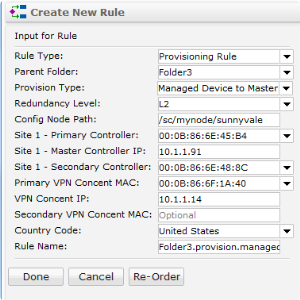 Create New Rule
Input for Rule
Rule Type: Provisioning Rule
Parent Folder: Folder3
Provision Type: Managed Device to Master
Redundancy Level: L2
Config Node Path: /sc/mynode/sunnyvale
Site 1 - Primary Controller: 00:0B:86:6E:45:B4
Site 1 - Master Controller IP: 10.1.1.91
Site 1 - Secondary Controller: 00:0B:86:6E:48:8C
Primary VPN Concent MAC: 00:0B:86:6F:1A:40
VPN Concent IP: 10.1.1.14
Secondary VPN Concent MAC: Optional
Country Code: United States
Rule Name: Folder3.provision.managed
Done Cancel Re-Order